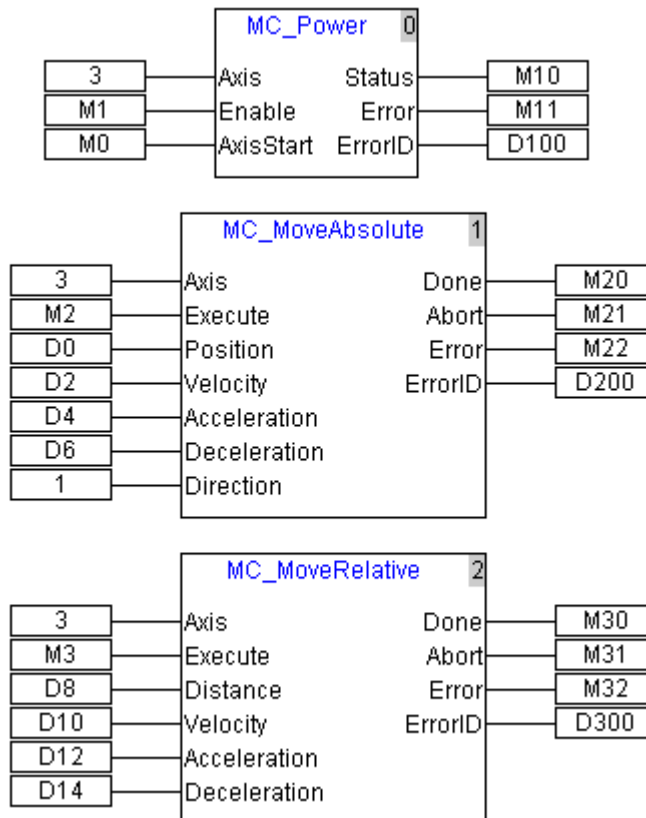 MC_Power 0
3 Axis Status M10
M1 Enable Error M11
M0 AxisStart ErrorID D100
MC_MoveAbsolute 1
3 Axis Done M20
M2 Execute Abort M21
D0 Position Error M22
D2 Velocity ErrorID D200
D4 Acceleration
D6 Deceleration
1 Direction
MC_MoveRelative 2
3 Axis Done M30
M3 Execute Abort M31
D8 Distance Error M32
D10 Velocity ErrorID D300
D12 Acceleration
D14 Deceleration